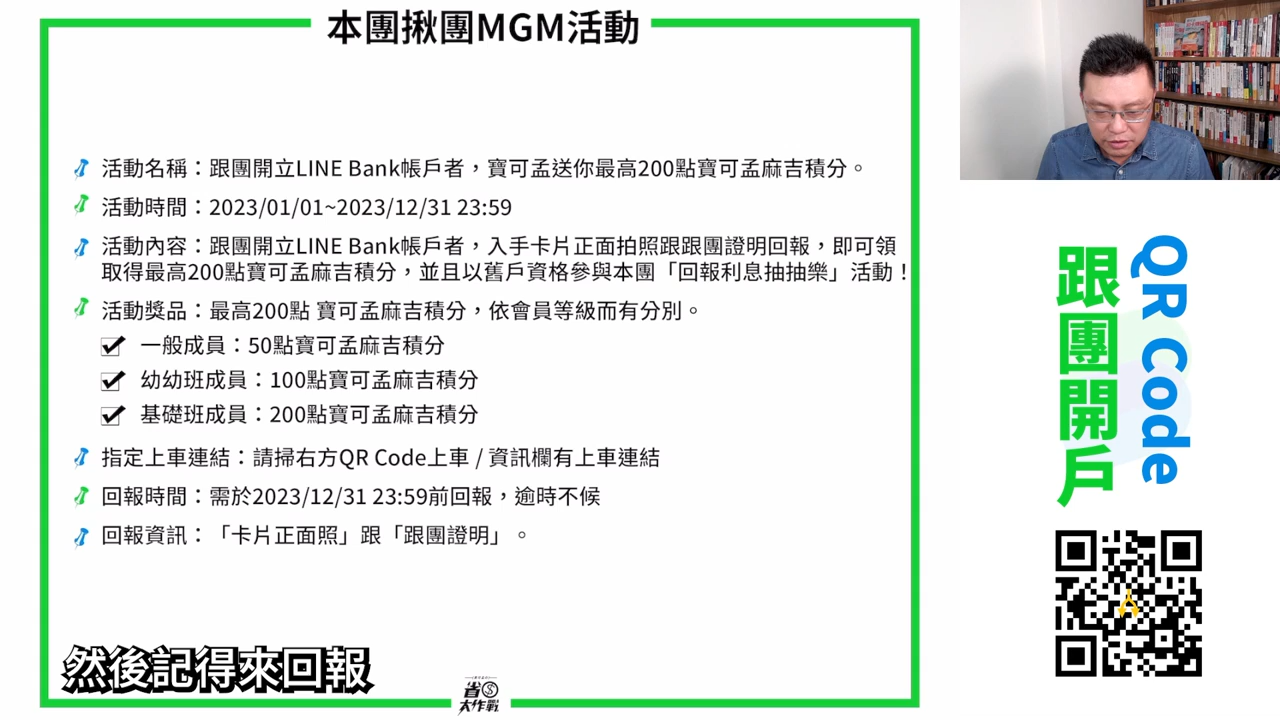 本團揪團MGM活動
活動名稱：跟團開立LINE Bank帳戶者，寶可孟送你最高200點寶可孟麻吉積分。
活動時間：2023/01/01~2023/12/31 23:59
活動內容：跟團開立LINE Bank帳戶者，入手卡片正面拍照跟跟團證明回報，即可領
取得最高200點寶可孟麻吉積分，並且以舊戶資格參與本團「回報利息抽抽樂」活動！
活動獎品：最高200點 寶可孟麻吉積分，依會員等級而有分別。
一般成員：50點寶可孟麻吉積分
幼幼班成員：100點寶可孟麻吉積分
基礎班成員：200點寶可孟麻吉積分
指定上車連結：請掃右方QR Code上車 / 資訊欄有上車連結
回報時間：需於2023/12/31 23:59前回報，逾時不候
回報資訊：「卡片正面照」跟「跟團證明」。
然後記得來回報
省
大作戰
QR Code
跟團開戶